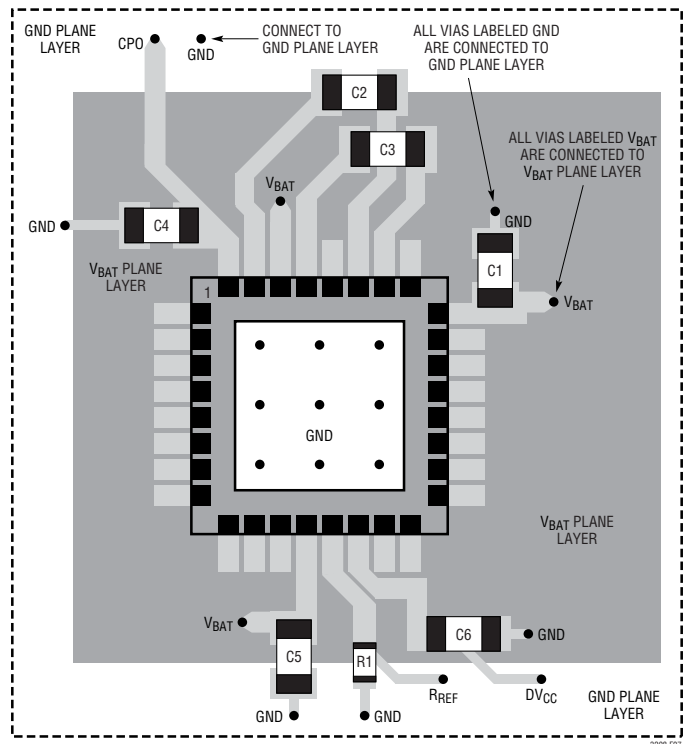 GND PLANE
LAYER
CPO
GND
CONNECT TO
GND PLANE LAYER
ALL VIAS LABELED GND
ARE CONNECTED TO
GND PLANE LAYER
C2
C3
ALL VIAS LABELED VBAT
ARE CONNECTED TO
VBAT PLANE LAYER
VBAT
GND
C4
GND
C1
VBAT PLANE
LAYER
1
VBAT
GND
VBAT PLANE
LAYER
VBAT
C5
R1
C6
GND
RREF
DVCC
GND PLANE
LAYER
GND
GND